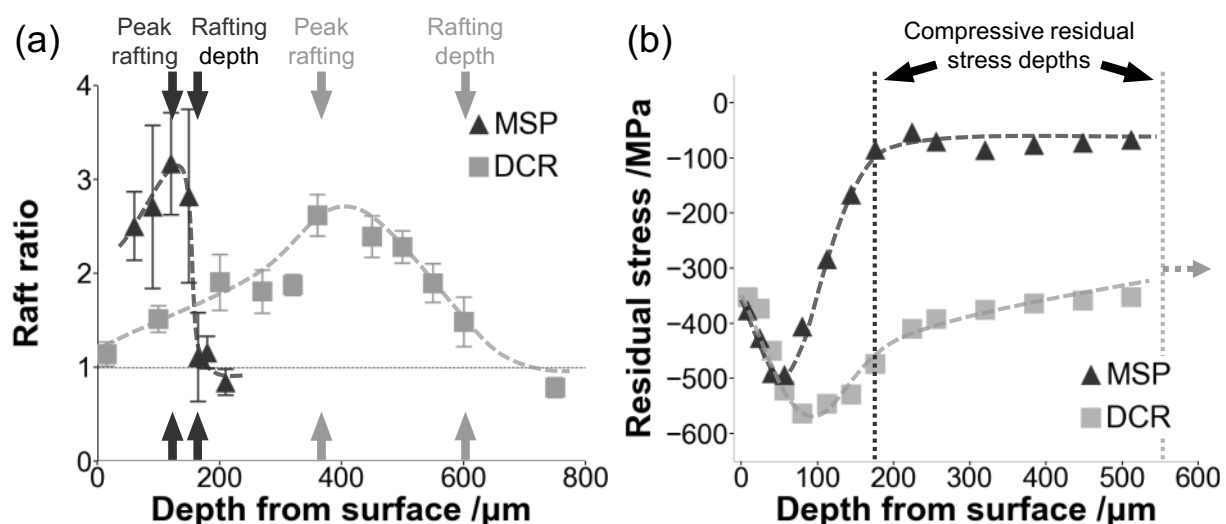 (a)
Peak
rafting
Rafting
depth
Peak
rafting
Rafting
depth
4
3
2
1
0
Raft ratio
MSP
DCR
0
200
400
600
800
Depth from surface /µm
(b)
Compressive residual
stress depths
0
−100
−200
−300
−400
−500
−600
Residual stress /MPa
MSP
DCR
0
100
200
300
400
500
600
Depth from surface /µm